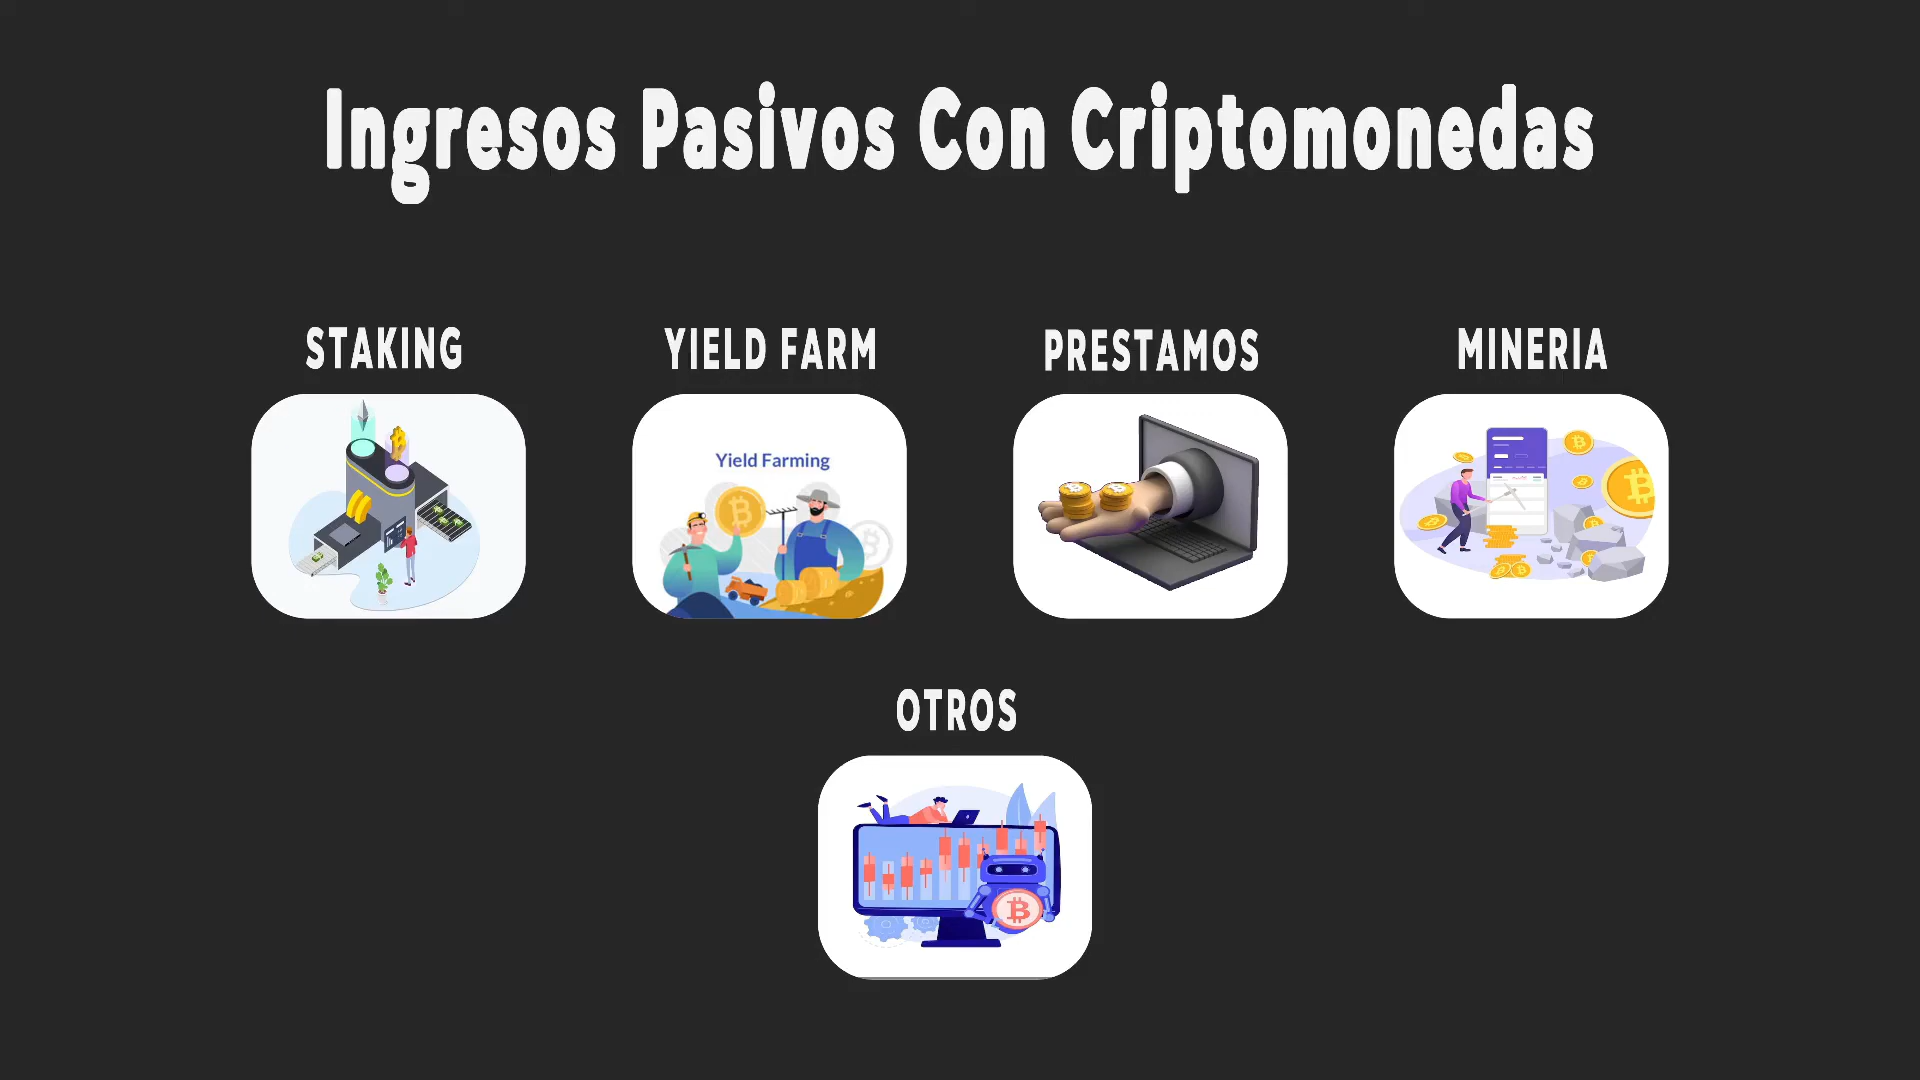 Ingresos Pasivos Con Criptomonedas
STAKING
YIELD FARM
PRESTAMOS
MINERIA
Yield Farming
OTROS